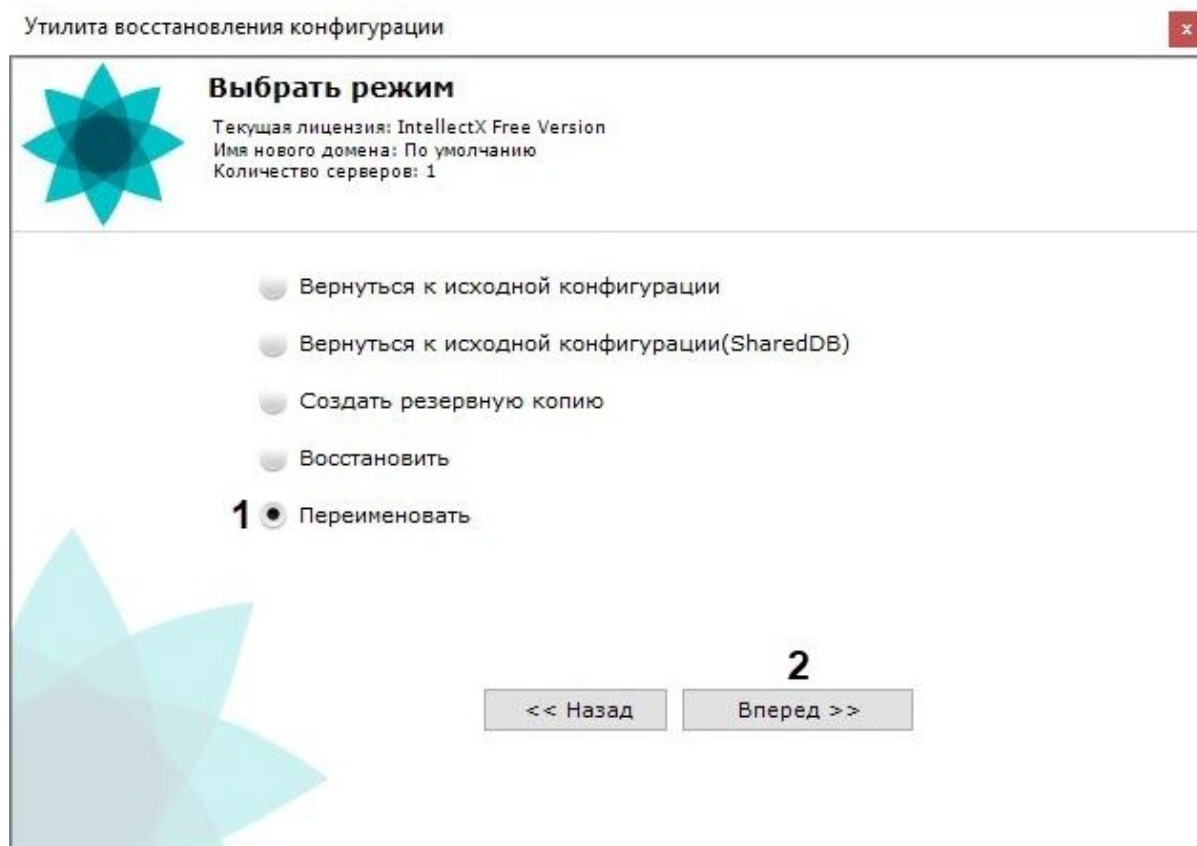 Утилита восстановления конфигурации
x
Выбрать режим
Текущая лицензия: IntellectX Free Version
Имя нового домена: По умолчанию
Количество серверов: 1
Вернуться к исходной конфигурации
Вернуться к исходной конфигурации(SharedDB)
Создать резервную копию
Восстановить
1 Переименовать
2
<< Назад Вперед >>